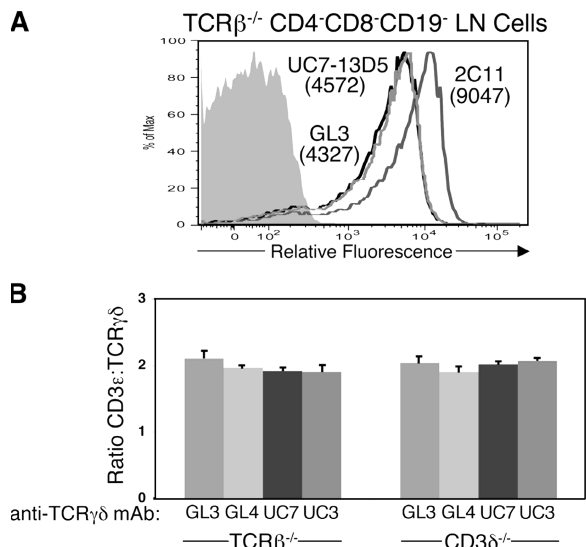 A
TCRβ-/- CD4-CD8-CD19- LN Cells
100
80
60
40
20
0
% of Max
UC7-13D5
(4572)
2C11
(9047)
GL3
(4327)
0
10²
10³
10⁴
10⁵
Relative Fluorescence
B
Ratio CD3ε:TCRγδ
3
2
1
0
anti-TCRγδ mAb:
GL3 GL4 UC7 UC3
GL3 GL4 UC7 UC3
TCRβ-/-
CD3δ-/-